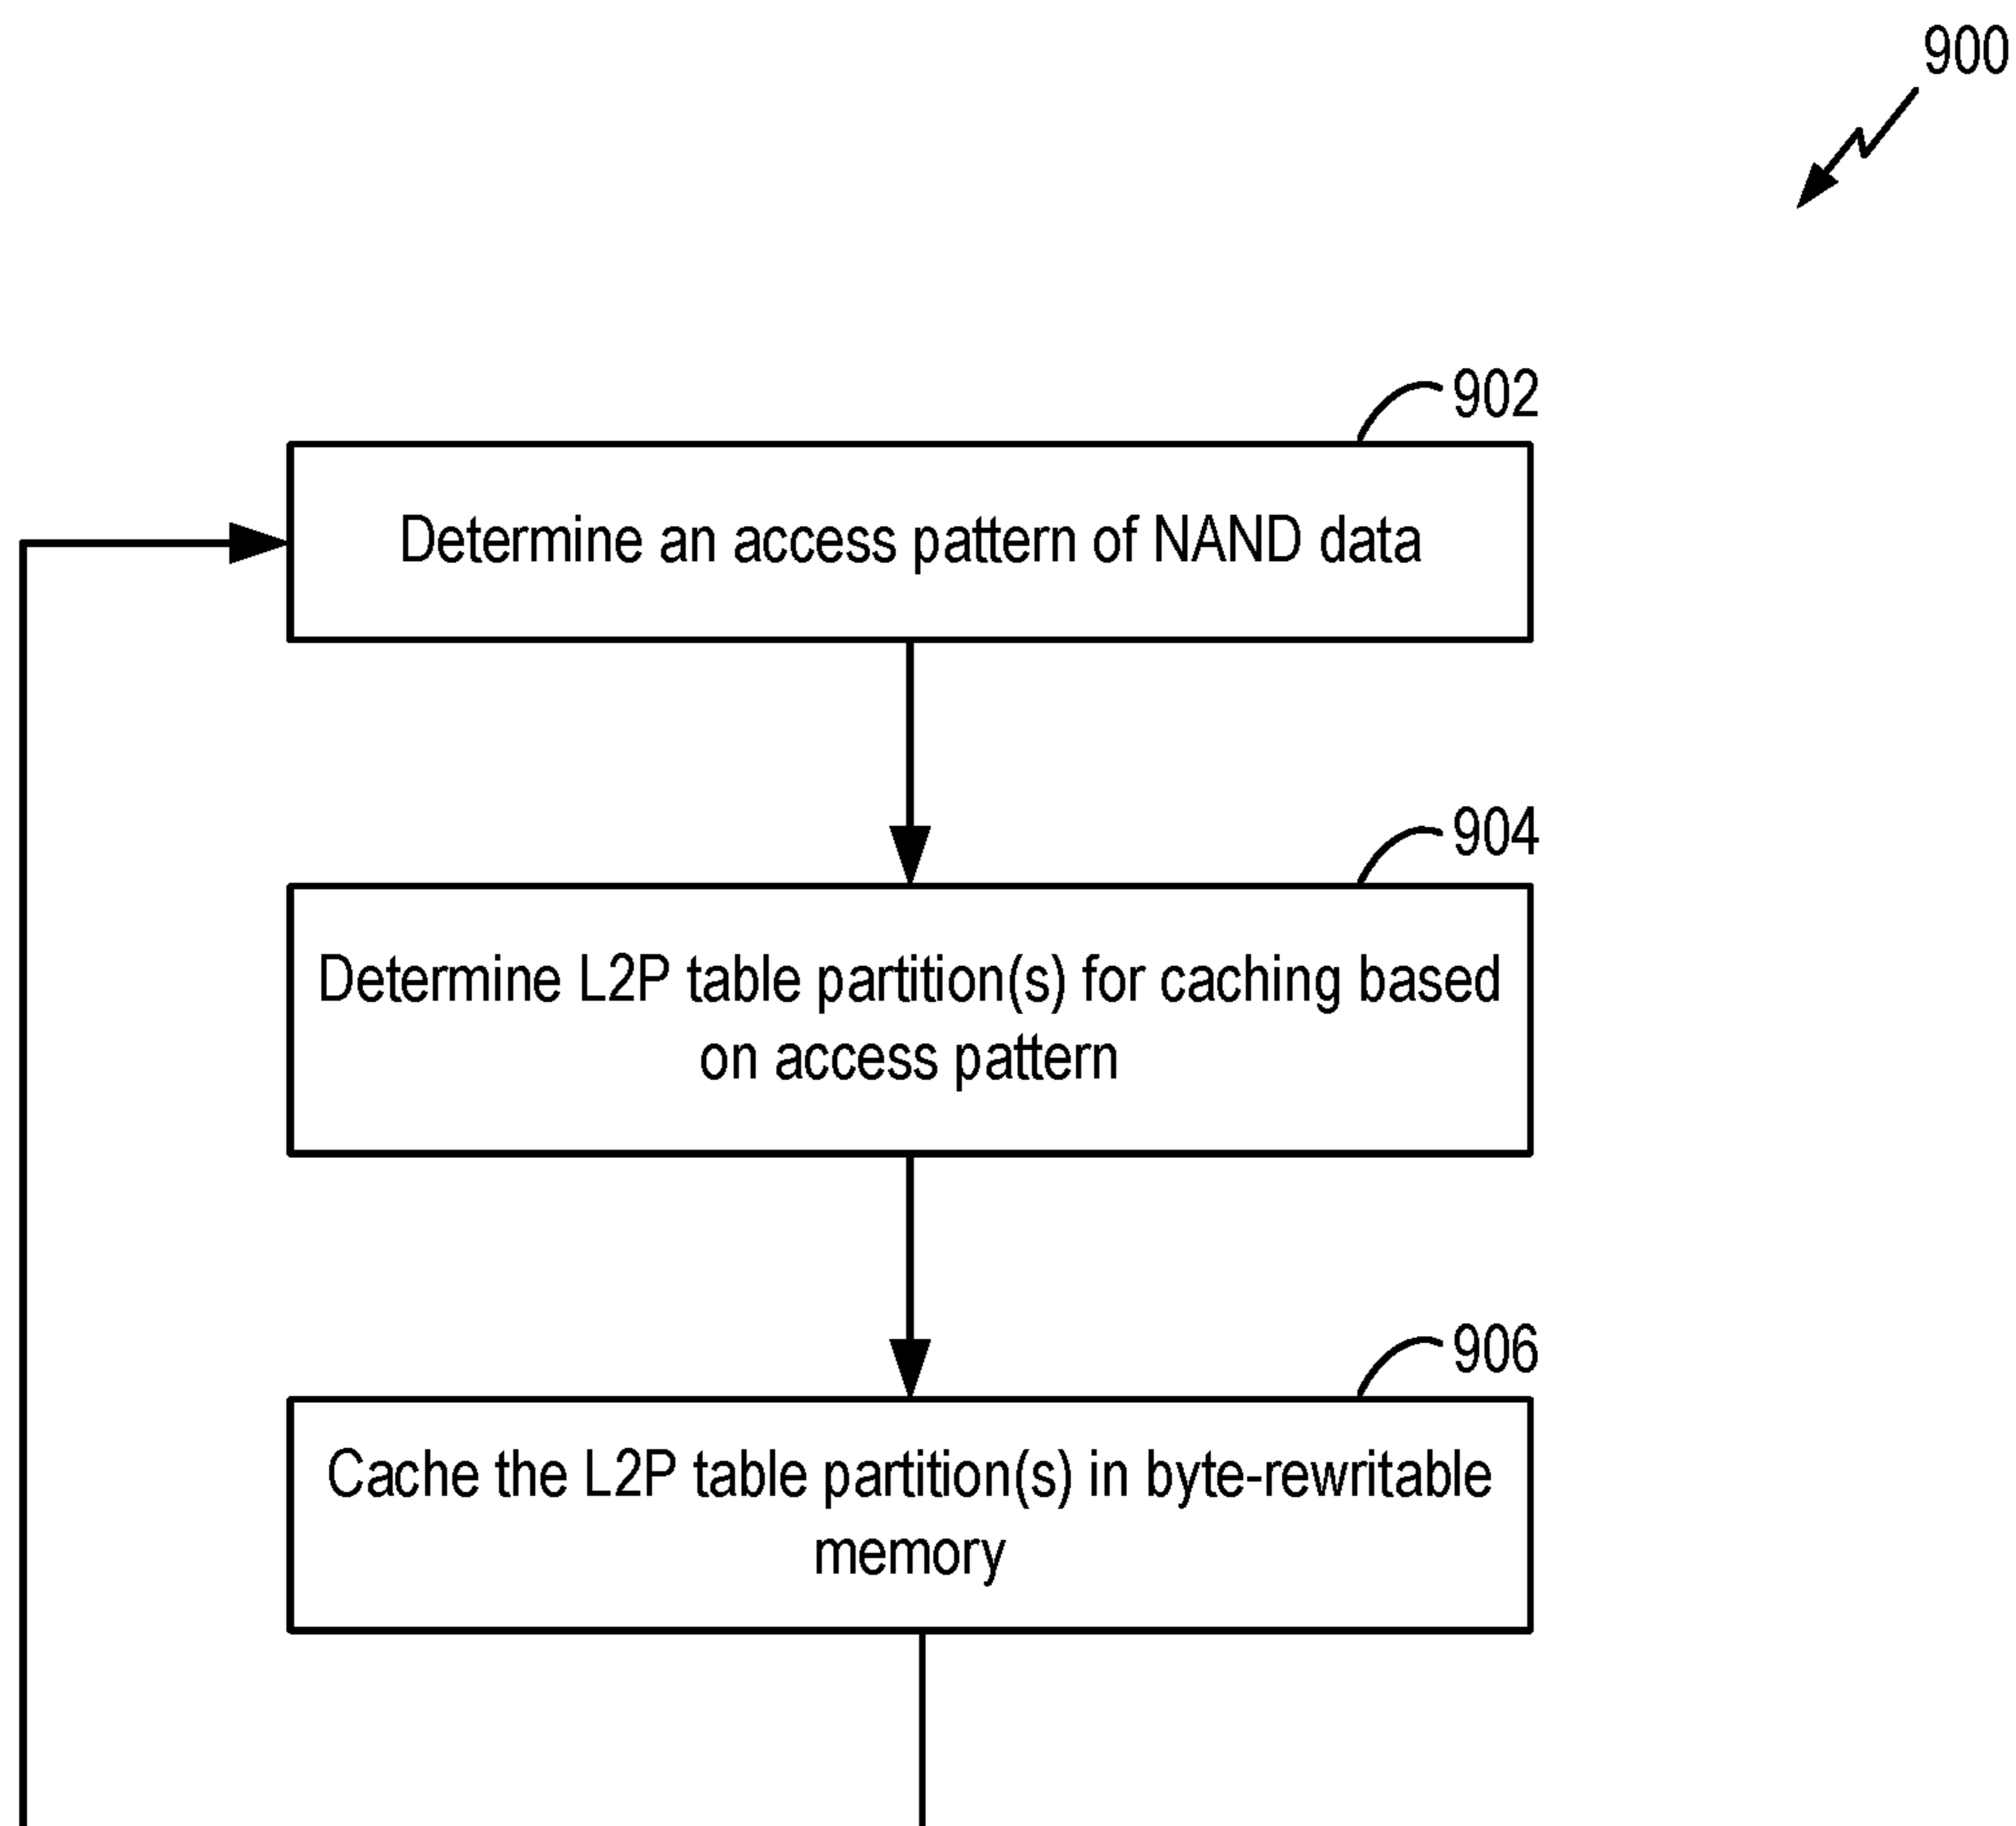 900
902
Determine an access pattern of NAND data
904
Determine L2P table partition(s) for caching based
on access pattern
906
Cache the L2P table partition(s) in byte-rewritable
memory